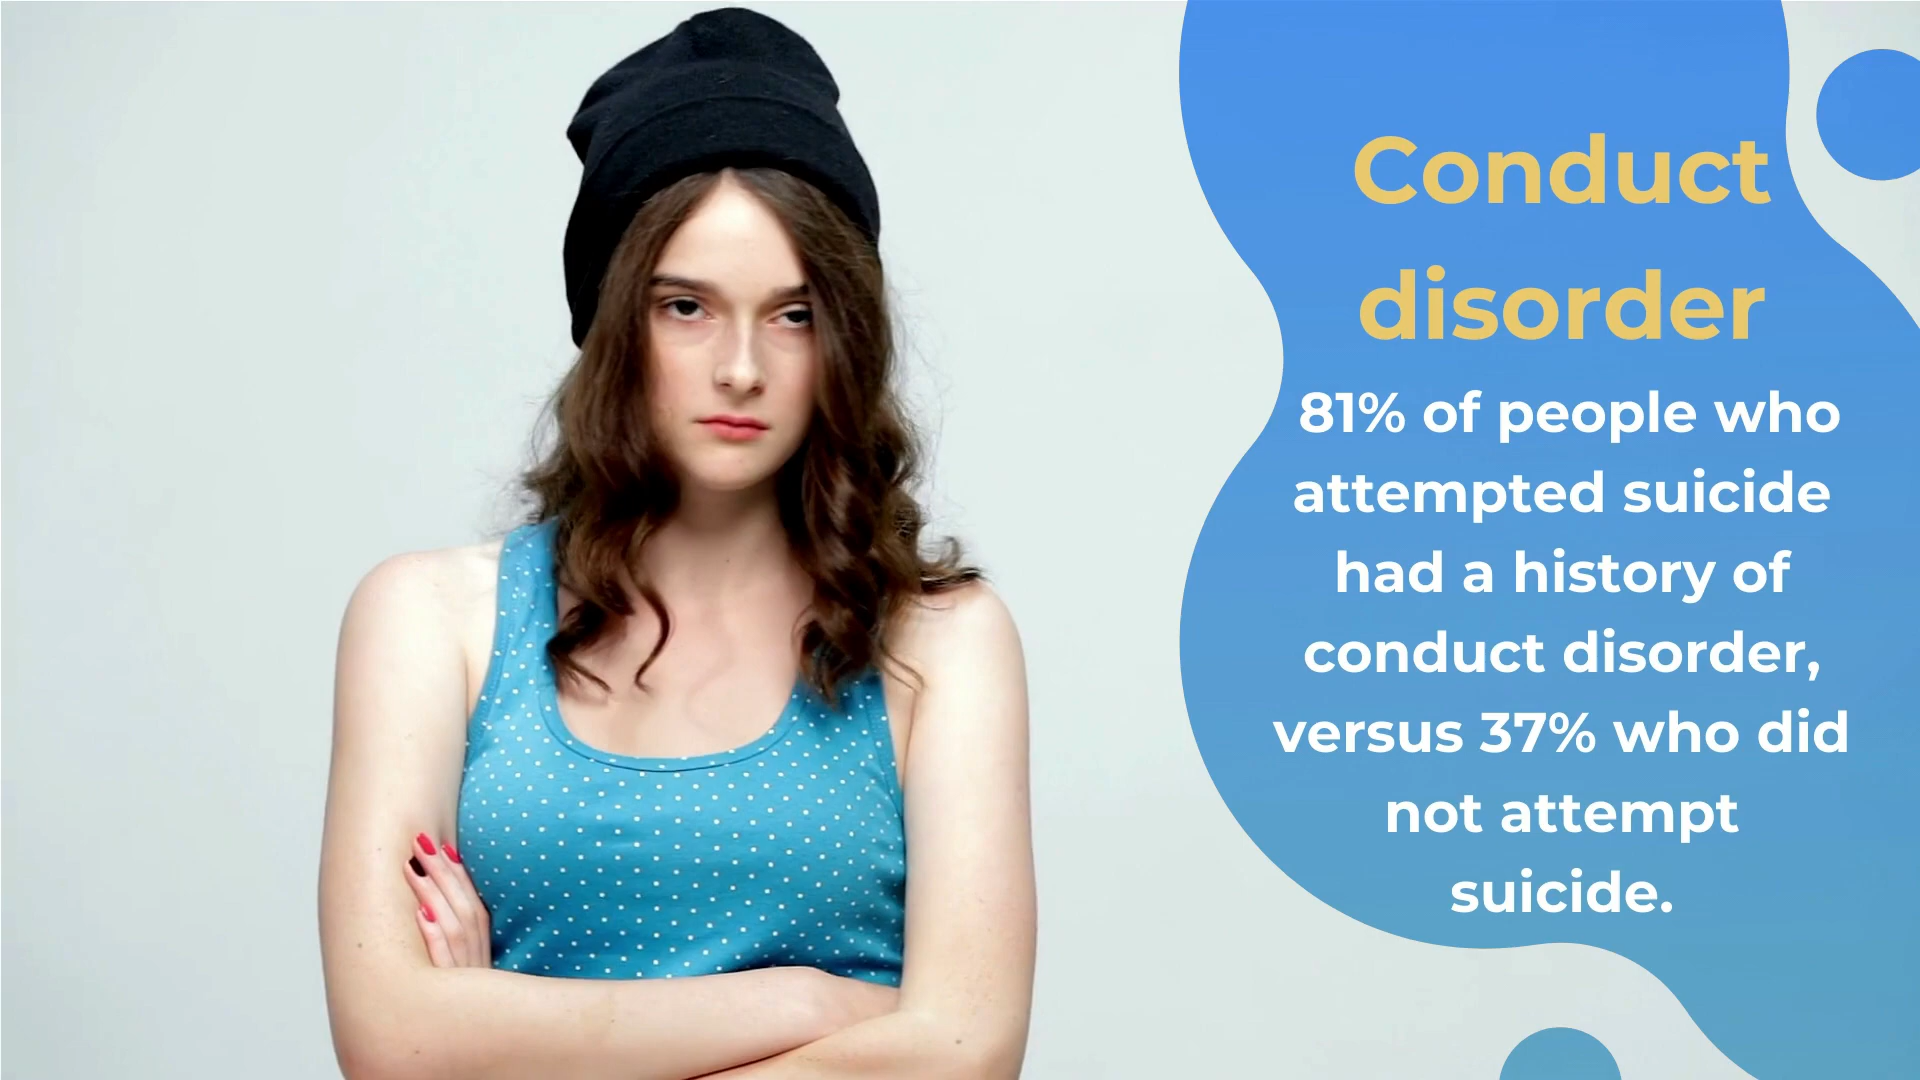 Conduct
disorder
81% of people who
attempted suicide
had a history of
conduct disorder,
versus 37% who did
not attempt
suicide.